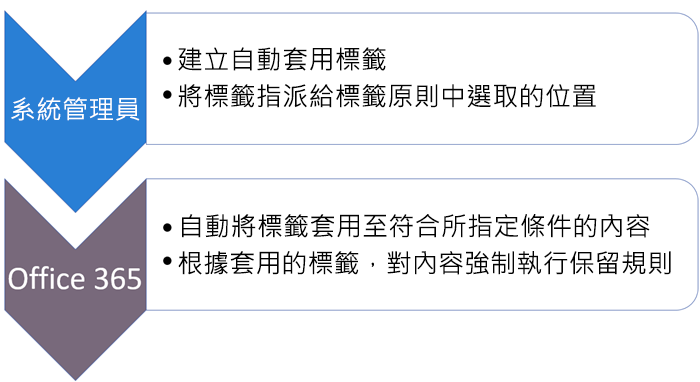 系統管理員
•建立自動套用標籤
•將標籤指派給標籤原則中選取的位置
Office 365
•自動將標籤套用至符合所指定條件的內容
•根據套用的標籤，對內容強制執行保留規則